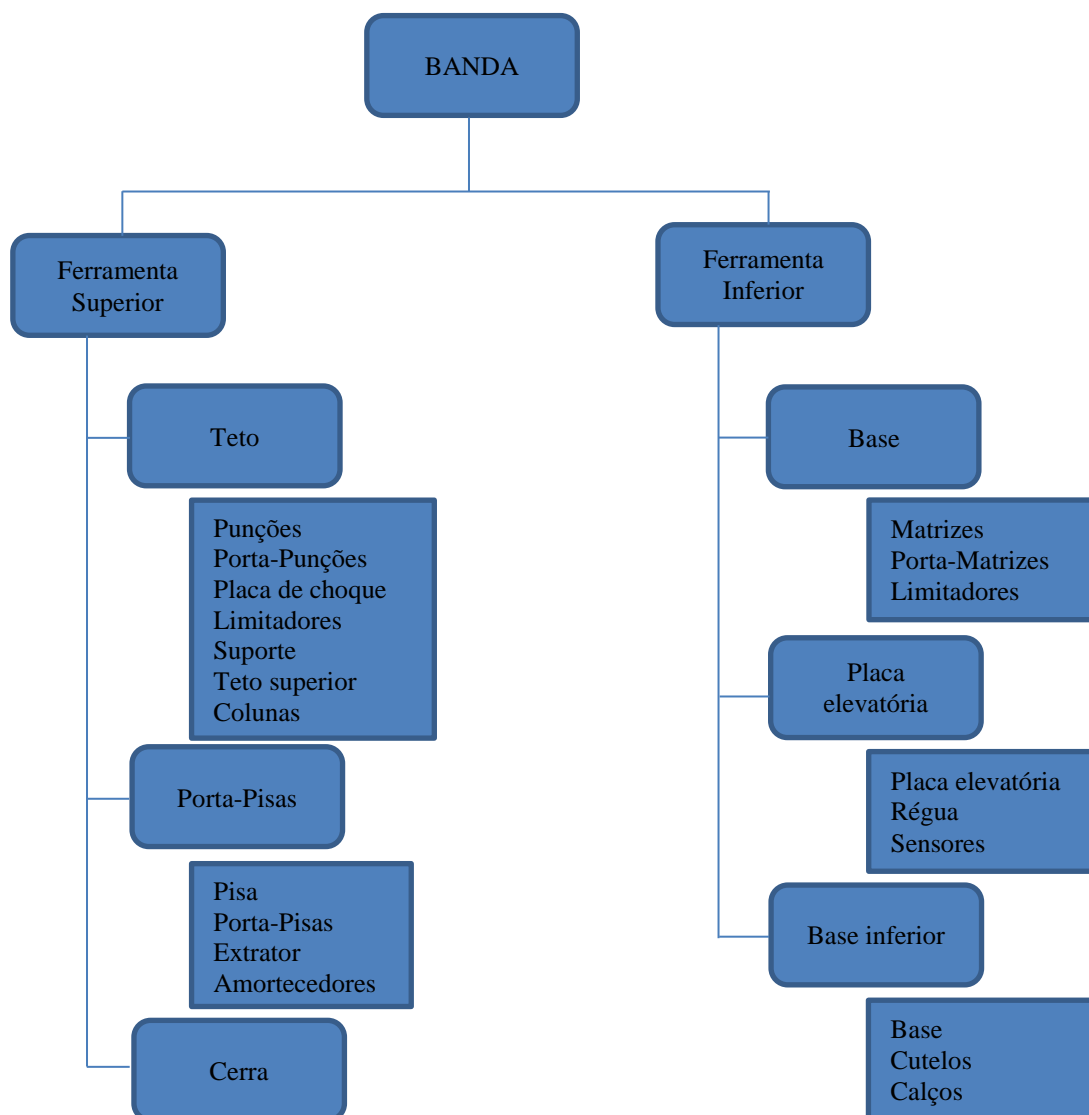 BANDA
Ferramenta
Superior
Teto
Punções
Porta-Punções
Placa de choque
Limitadores
Suporte
Teto superior
Colunas
Porta-Pisas
Pisa
Porta-Pisas
Extrator
Amortecedores
Cerra
Ferramenta
Inferior
Base
Matrizes
Porta-Matrizes
Limitadores
Placa
elevatória
Placa elevatória
Régua
Sensores
Base inferior
Base
Cutelos
Calços